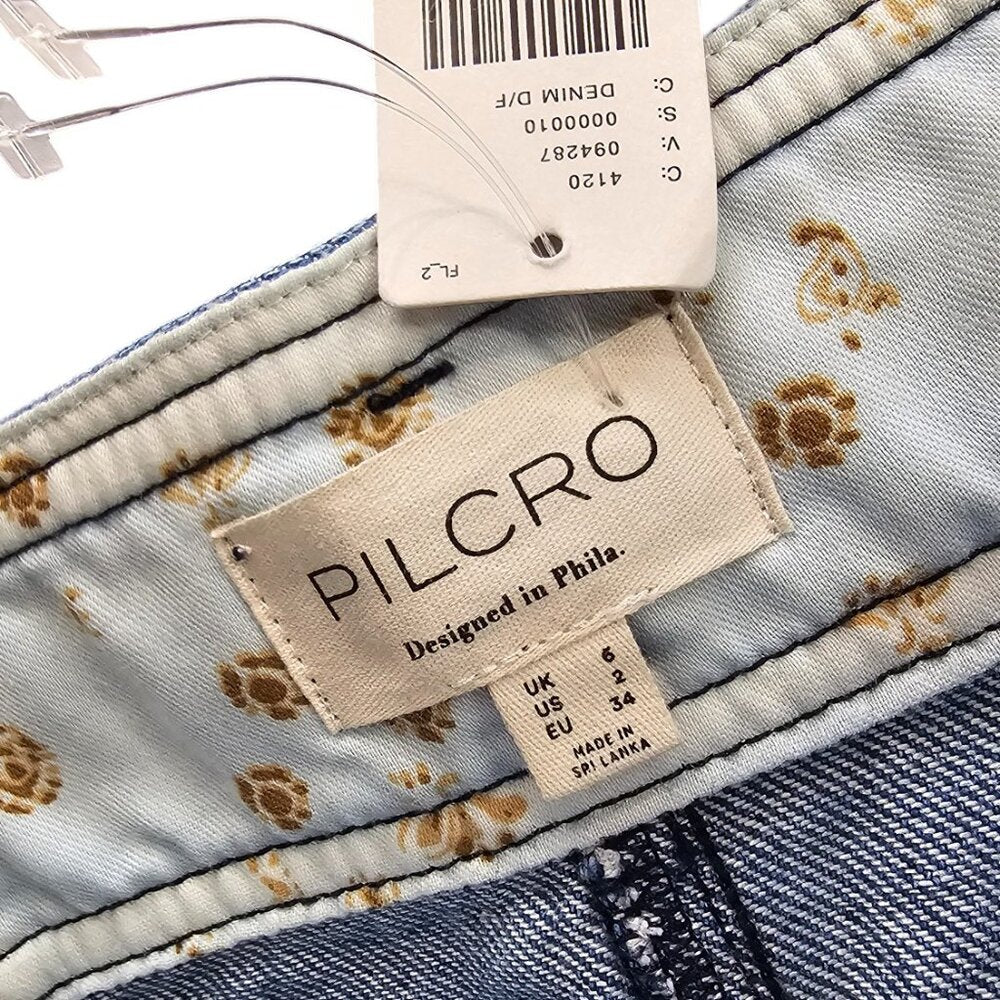 FL_2
C: 4120
V: 094287
S: 0000010
C: DENIM D/F
PILCRO
Designed in Phila.
UK 6
US 2
EU 34
MADE IN
SRI LANKA